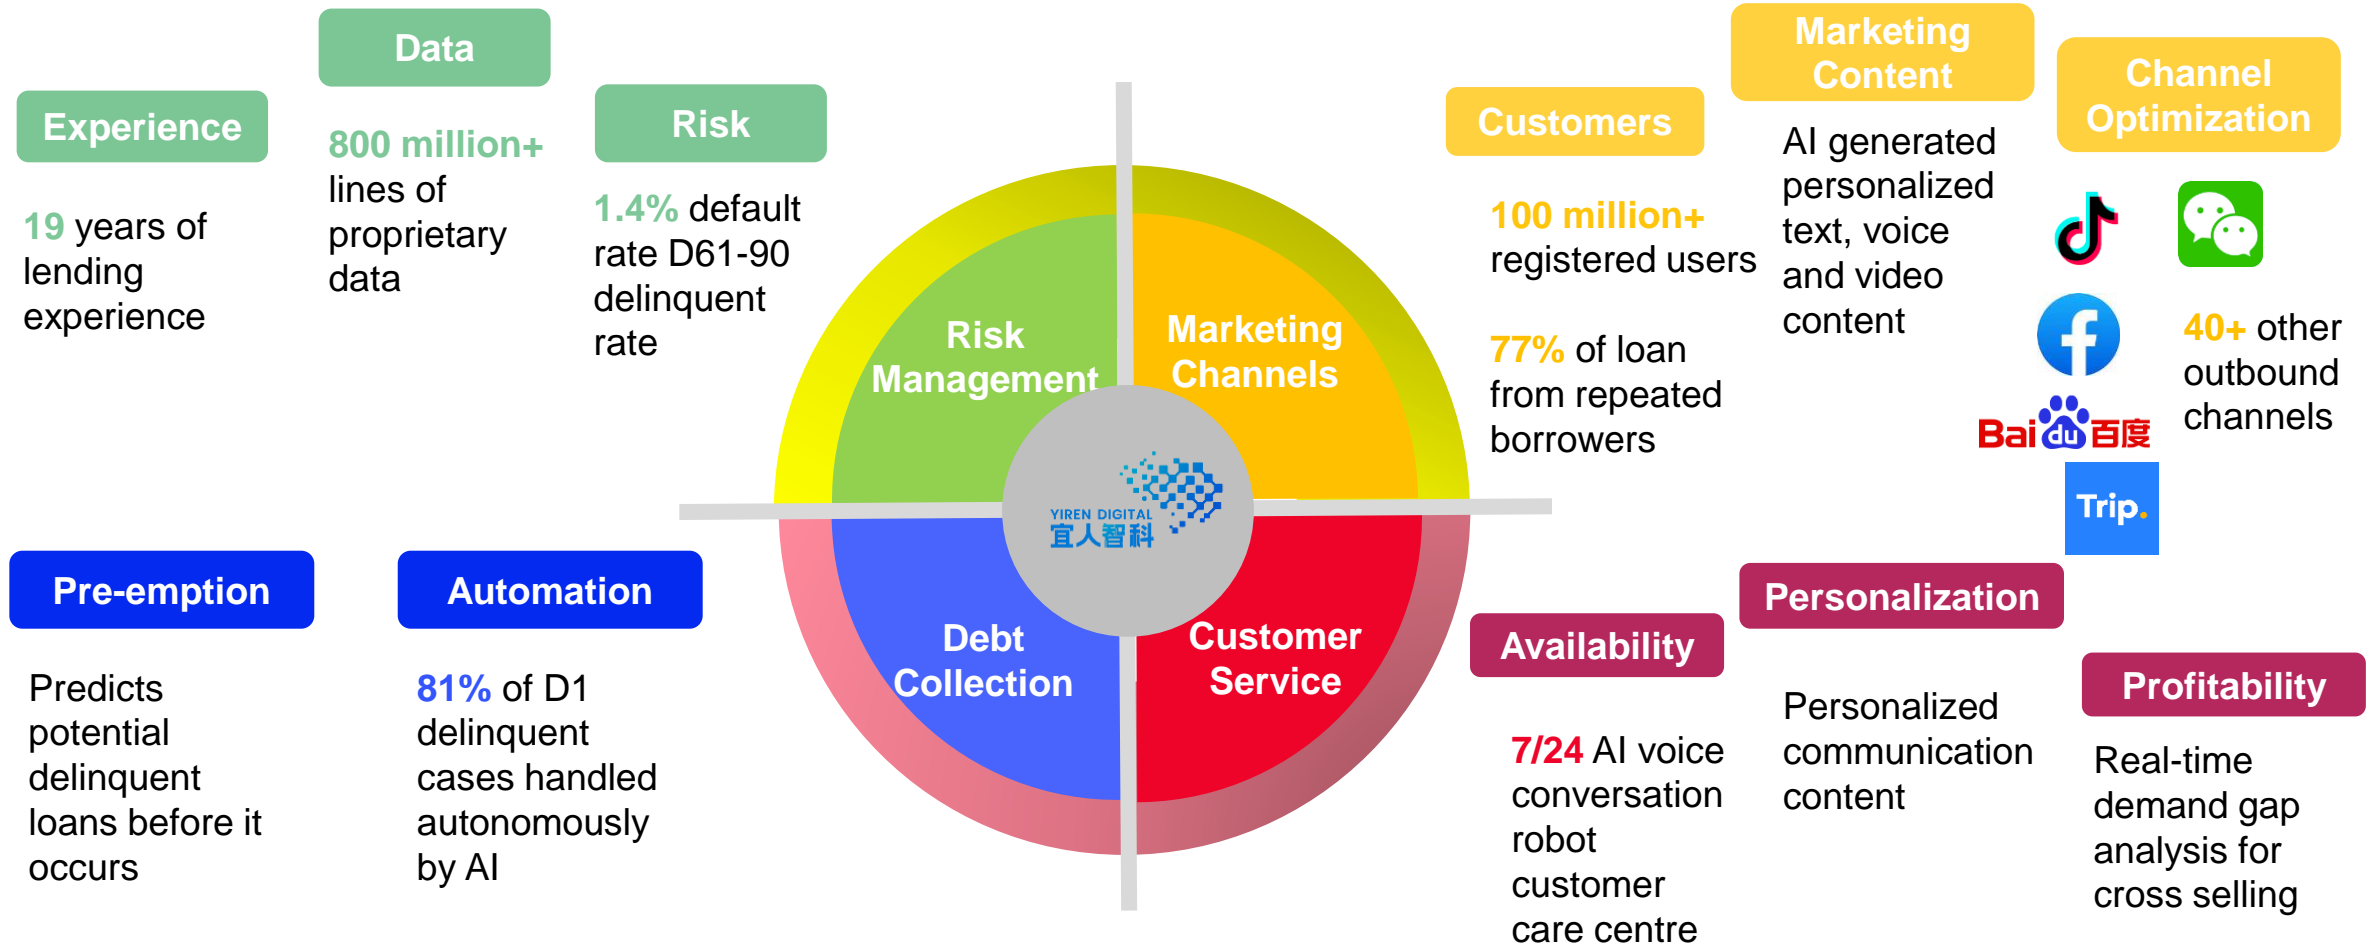 Experience
19 years of
lending
experience
Data
800 million+
lines of
proprietary
data
Risk
1.4% default
rate D61-90
delinquent
rate
Risk
Management
Marketing
Channels
Customers
100 million+
registered users
77% of loan
from repeated
borrowers
Marketing
Content
AI generated
personalized
text, voice
and video
content
Channel
Optimization
40+ other
outbound
channels
Bai du 百度
Trip.
YIREN DIGITAL
宜人智科
Pre-emption
Predicts
potential
delinquent
loans before it
occurs
Automation
81% of D1
delinquent
cases handled
autonomously
by AI
Debt
Collection
Customer
Service
Availability
7/24 AI voice
conversation
robot
customer
care centre
Personalization
Personalized
communication
content
Profitability
Real-time
demand gap
analysis for
cross selling